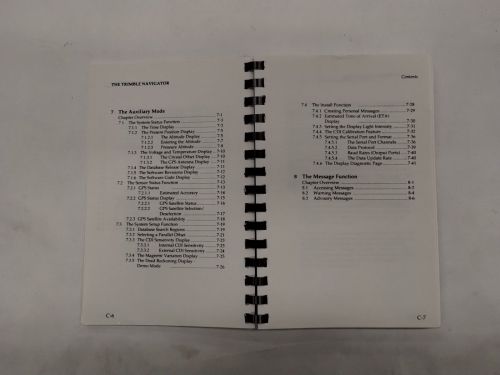 THE TRIMBLE NAVIGATOR
7 The Auxiliary Mode
Chapter Overview 7-1
7.1 The System Status Function 7-3
7.1.1 The Time Display 7-3
7.1.2 The Present Position Display 7-5
7.1.2.1 The Altitude Display 7-5
7.1.2.2 Entering the Altitude 7-7
7.1.2.3 Pressure Altitude 7-8
7.1.3 The Voltage and Temperature Display 7-10
7.1.3.1 The Crystal Offset Display 7-10
7.1.3.2 The GPS Antenna Display 7-11
7.1.4 The Database Release Display 7-11
7.1.5 The Software Revisions Display 7-12
7.1.6 The Software Code Display 7-12
7.2 The Sensor Status Function 7-13
7.2.1 GPS Status 7-13
7.2.1.1 Estimated Accuracy 7-14
7.2.2 GPS Status Display 7-15
7.2.2.1 GPS Satellite Status 7-16
7.2.2.2 GPS Satellite Selection/
Deselection 7-17
7.2.3 GPS Satellite Availability 7-18
7.3 The System Setup Function 7-19
7.3.1 Database Search Regions 7-19
7.3.2 Selecting a Parallel Offset 7-21
7.3.3 The CDI Sensitivity Display 7-23
7.3.3.1 Internal CDI Sensitivity 7-23
7.3.3.2 External CDI Sensitivity 7-24
7.3.4 The Magnetic Variation Display 7-25
7.3.5 The Dead Reckoning Display -
Demo Mode 7-26
C-6
Contents
7.4 The Install Function 7-28
7.4.1 Creating Personal Messages 7-29
7.4.2 Estimated Time of Arrival (ETA)
Display 7-30
7.4.3 Setting the Display Light Intensity 7-31
7.4.4 The CDI Calibration Feature 7-32
7.4.5 Setting the Serial Port and Format 7-36
7.4.5.1 The Serial Port Channels 7-36
7.4.5.2 Data Protocol 7-39
7.4.5.3 Baud Rates (Output Ports) 7-40
7.4.5.4 The Data Update Rate 7-40
7.4.6 The Display Diagnostic Page 7-41
8 The Message Function
Chapter Overview 8-1
8.1 Accessing Messages 8-2
8.2 Warning Messages 8-4
8.3 Advisory Messages 8-6
C-7